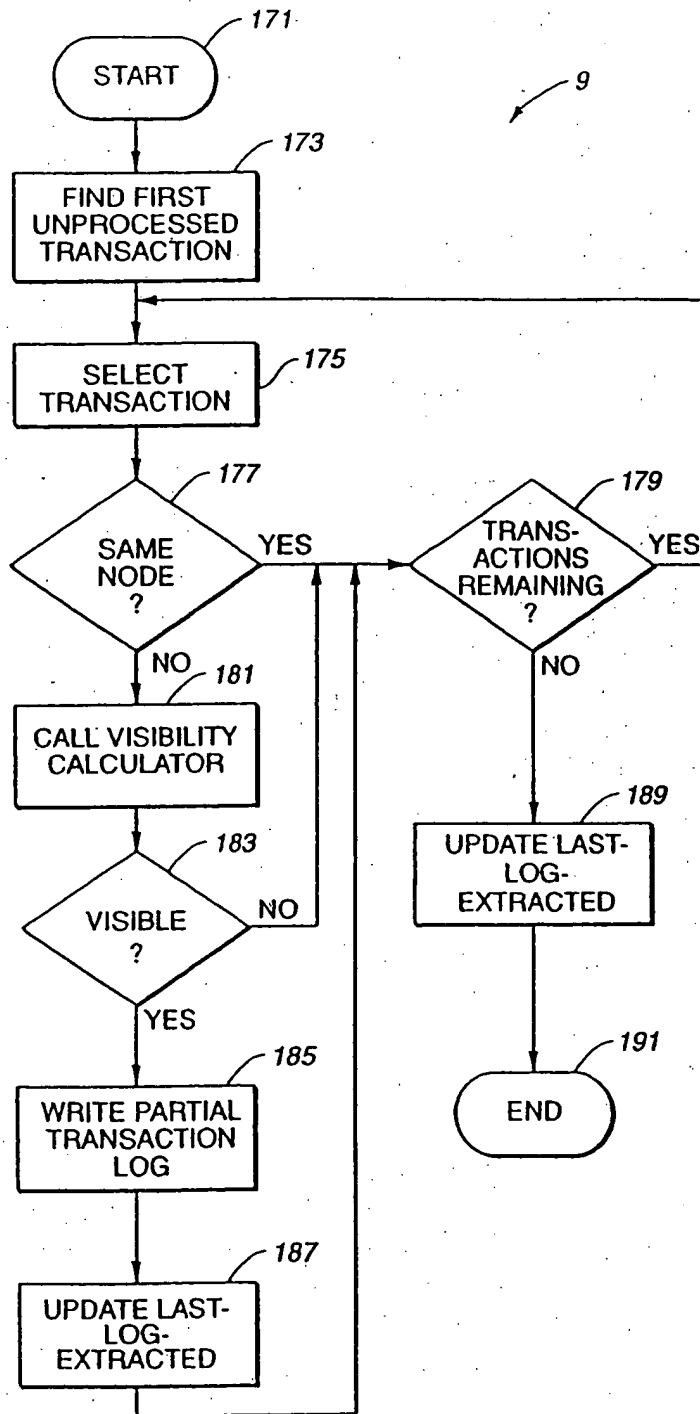 171
START
9
173
FIND FIRST
UNPROCESSED
TRANSACTION
SELECT
TRANSACTION
175
177
SAME
NODE
?
YES
NO
179
TRANS-
ACTIONS
REMAINING
?
YES
NO
181
CALL VISIBILITY
CALCULATOR
183
VISIBLE
?
NO
YES
189
UPDATE LAST-
LOG-
EXTRACTED
185
WRITE PARTIAL
TRANSACTION
LOG
191
END
187
UPDATE LAST-
LOG-
EXTRACTED